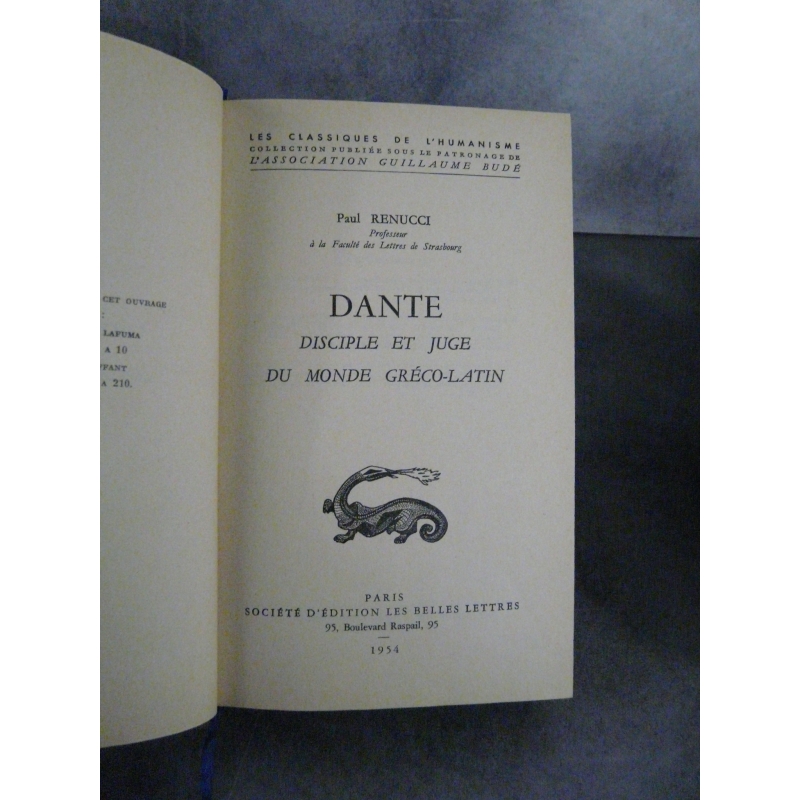 CET OUVRAGE
:
LAFUMA
A 10
A 210.
LES CLASSIQUES DE L'HUMANISME
COLLECTION PUBLIÉE SOUS LE PATRONAGE DE
L'ASSOCIATION GUILLAUME BUDÉ
Paul RENUCCI
Professeur
à la Faculté des Lettres de Strasbourg
DANTE
DISCIPLE ET JUGE
DU MONDE GRÉCO-LATIN
PARIS
SOCIÉTÉ D'ÉDITION LES BELLES LETTRES
95, Boulevard Raspail, 95
1954